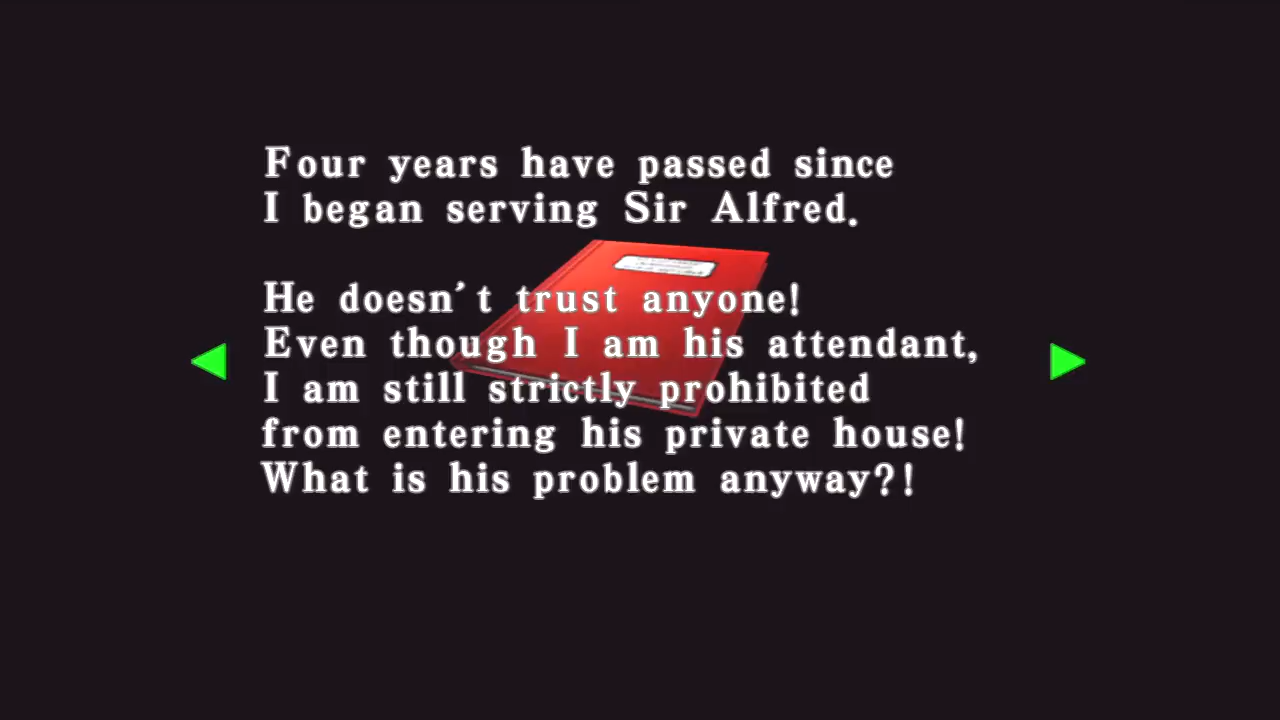 Four years have passed since
I began serving Sir Alfred.
He doesn't trust anyone!
Even though I am his attendant,
I am still strictly prohibited
from entering his private house!
What is his problem anyway?!